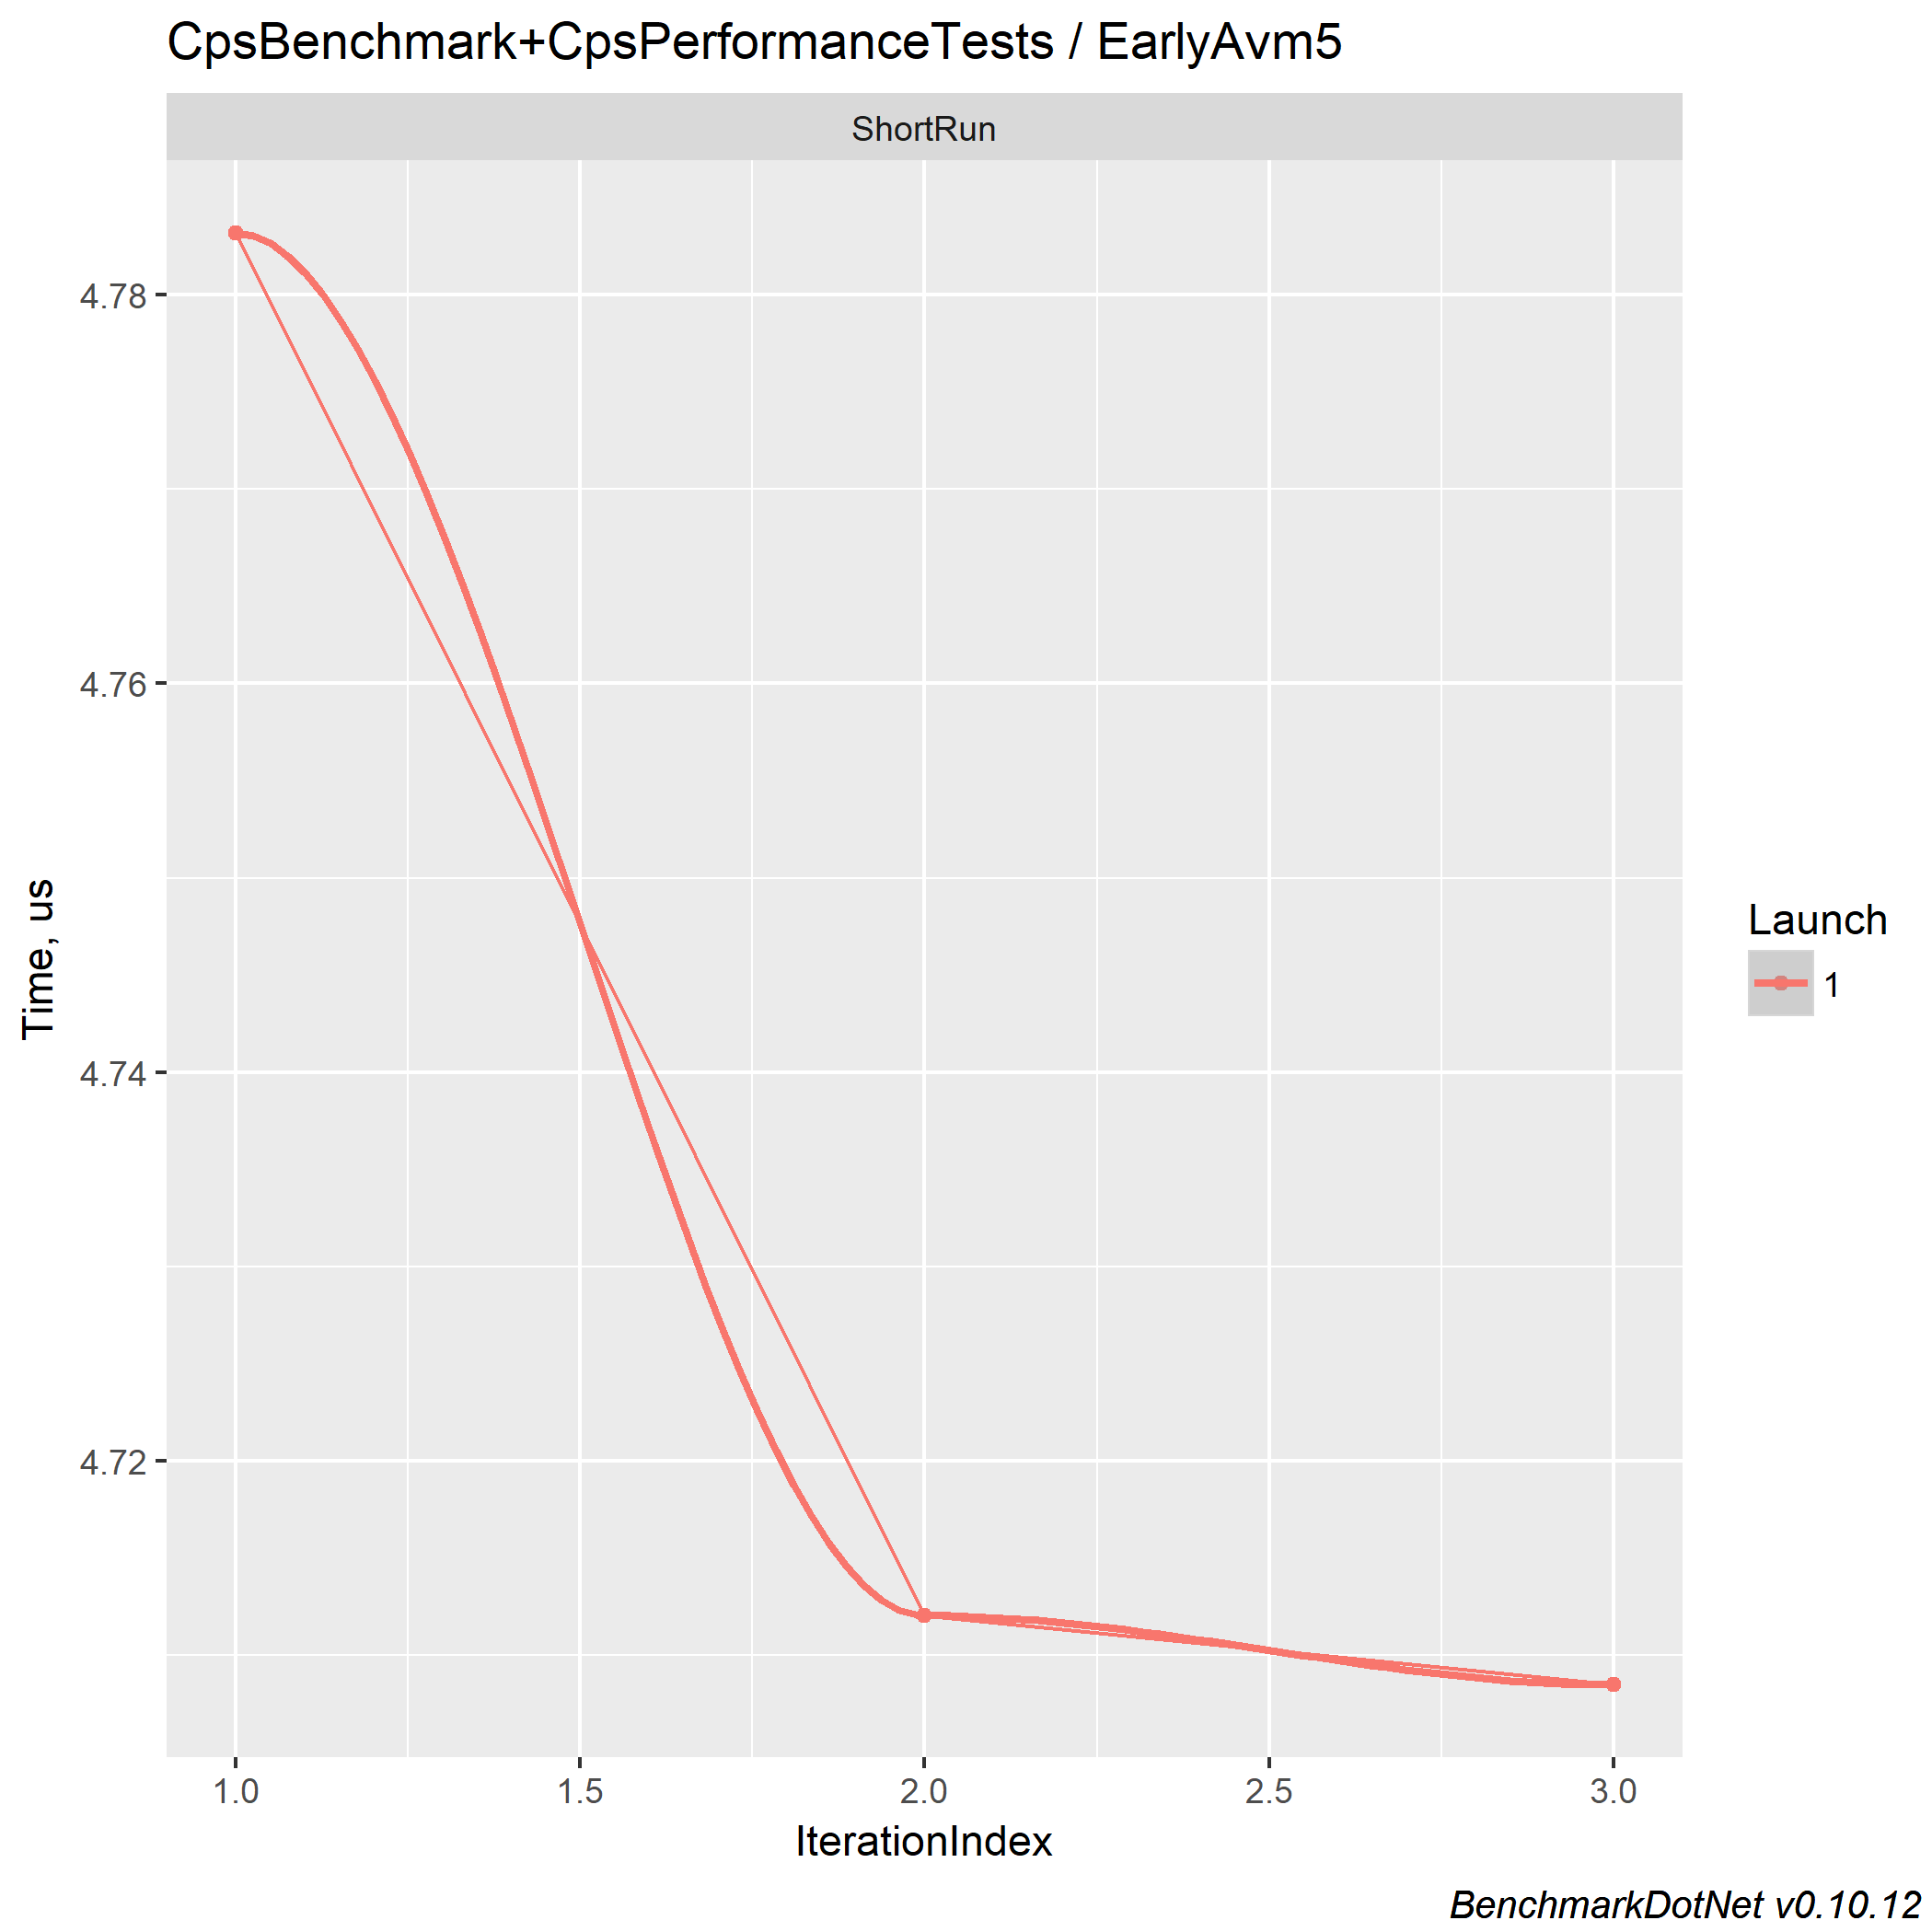 CpsBenchmark+CpsPerformanceTests / EarlyAvm5
ShortRun
4.78
4.76
4.74
4.72
Time, us
1.0 1.5 2.0 2.5 3.0
IterationIndex
Launch
1
BenchmarkDotNet v0.10.12